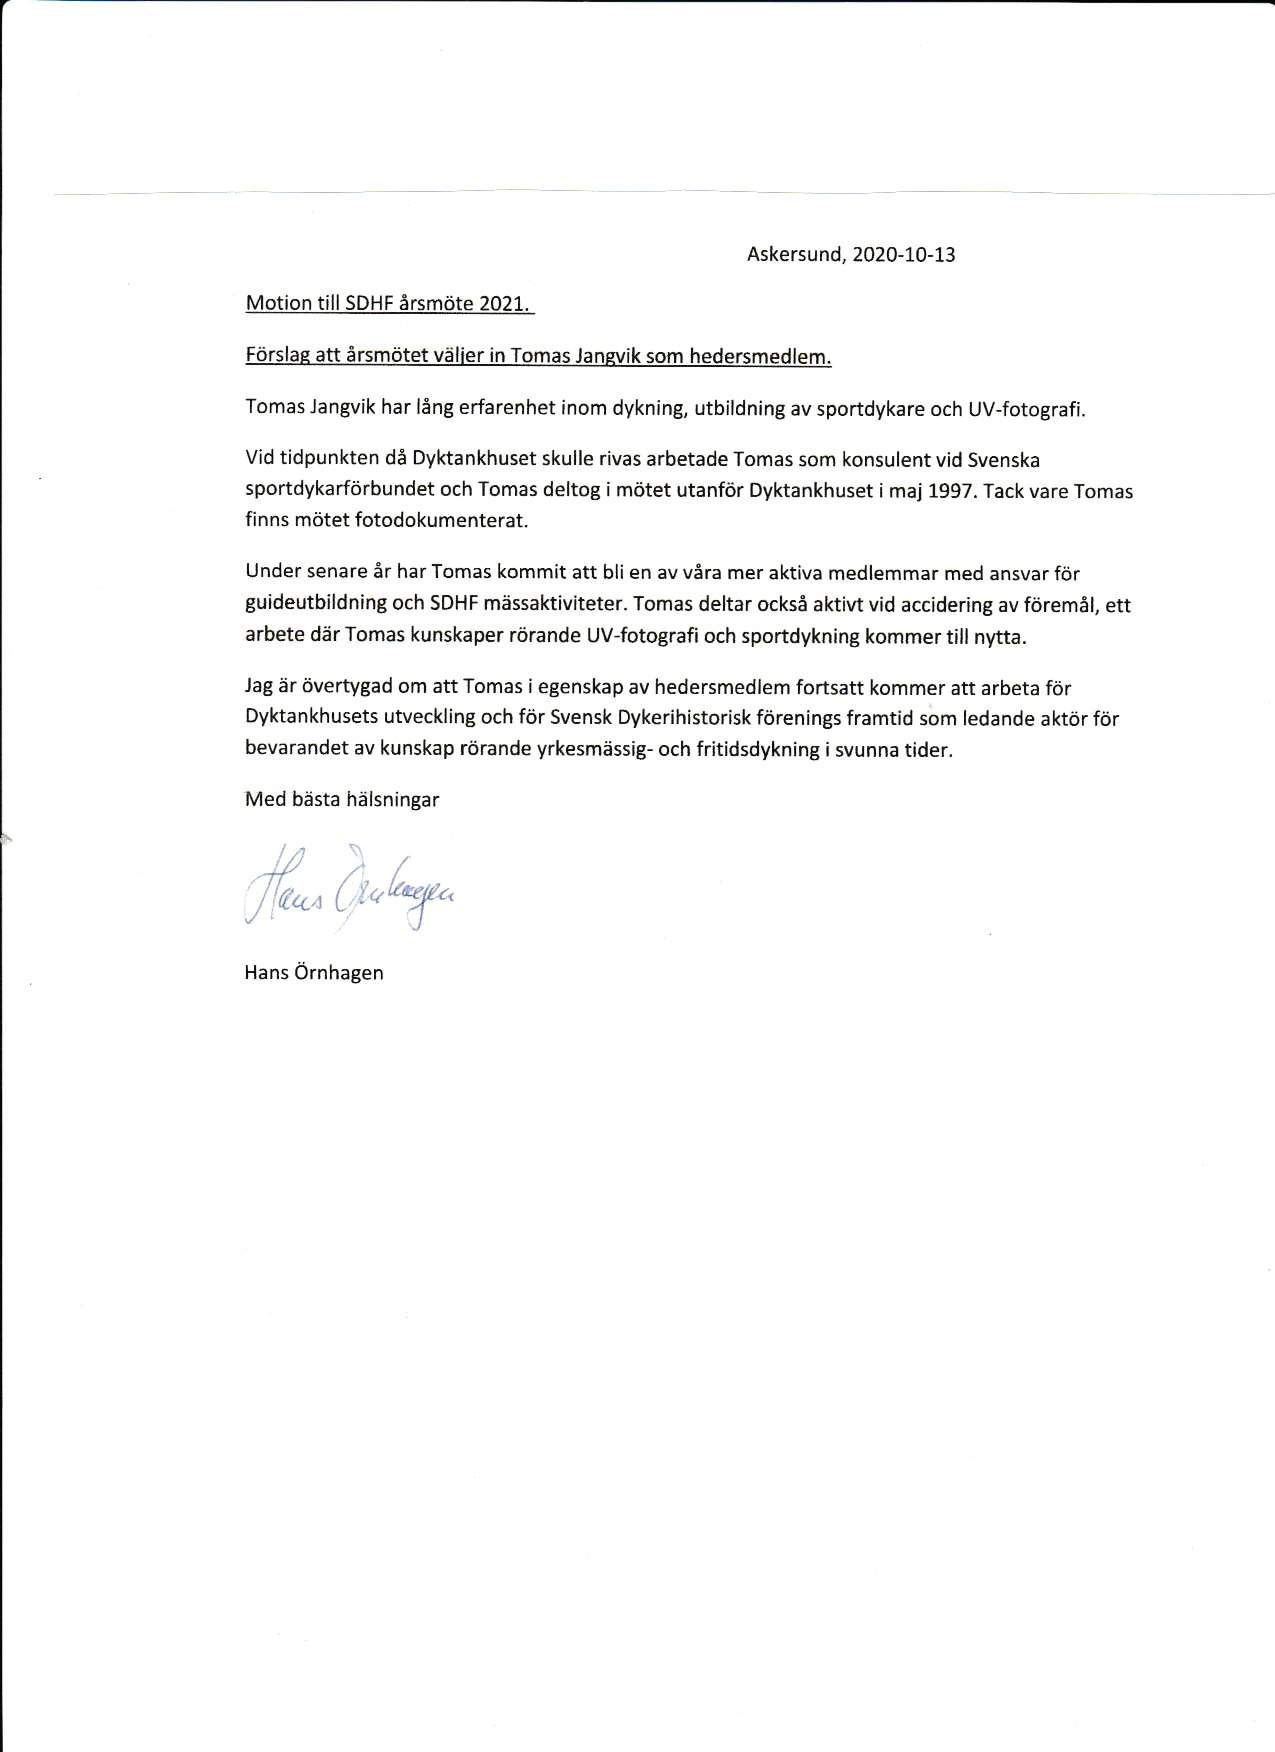 Askersund, 2020-10-13
Motion till SDHF årsmöte 2021.
Förslag att årsmötet väljer in Tomas Jangvik som hedersmedlem.
Tomas Jangvik har lång erfarenhet inom dykning, utbildning av sportdykare och UV-fotografi.
Vid tidpunkten då Dyktankhuset skulle rivas arbetade Tomas som konsulent vid Svenska
sportdykarförbundet och Tomas deltog i mötet utanför Dyktankhuset i maj 1997. Tack vare Tomas
finns mötet fotodokumenterat.
Under senare år har Tomas kommit att bli en av våra mer aktiva medlemmar med ansvar för
guideutbildning och SDHF mässaktiviteter. Tomas deltar också aktivt vid accidering av föremål, ett
arbete där Tomas kunskaper rörande UV-fotografi och sportdykning kommer till nytta.
Jag är övertygad om att Tomas i egenskap av hedersmedlem fortsatt kommer att arbeta för
Dyktankhusets utveckling och för Svensk Dykerihistorisk förenings framtid som ledande aktör för
bevarandet av kunskap rörande yrkesmässig- och fritidsdykning i svunna tider.
Med bästa hälsningar
Hans Örnhagen
Hans Örnhagen